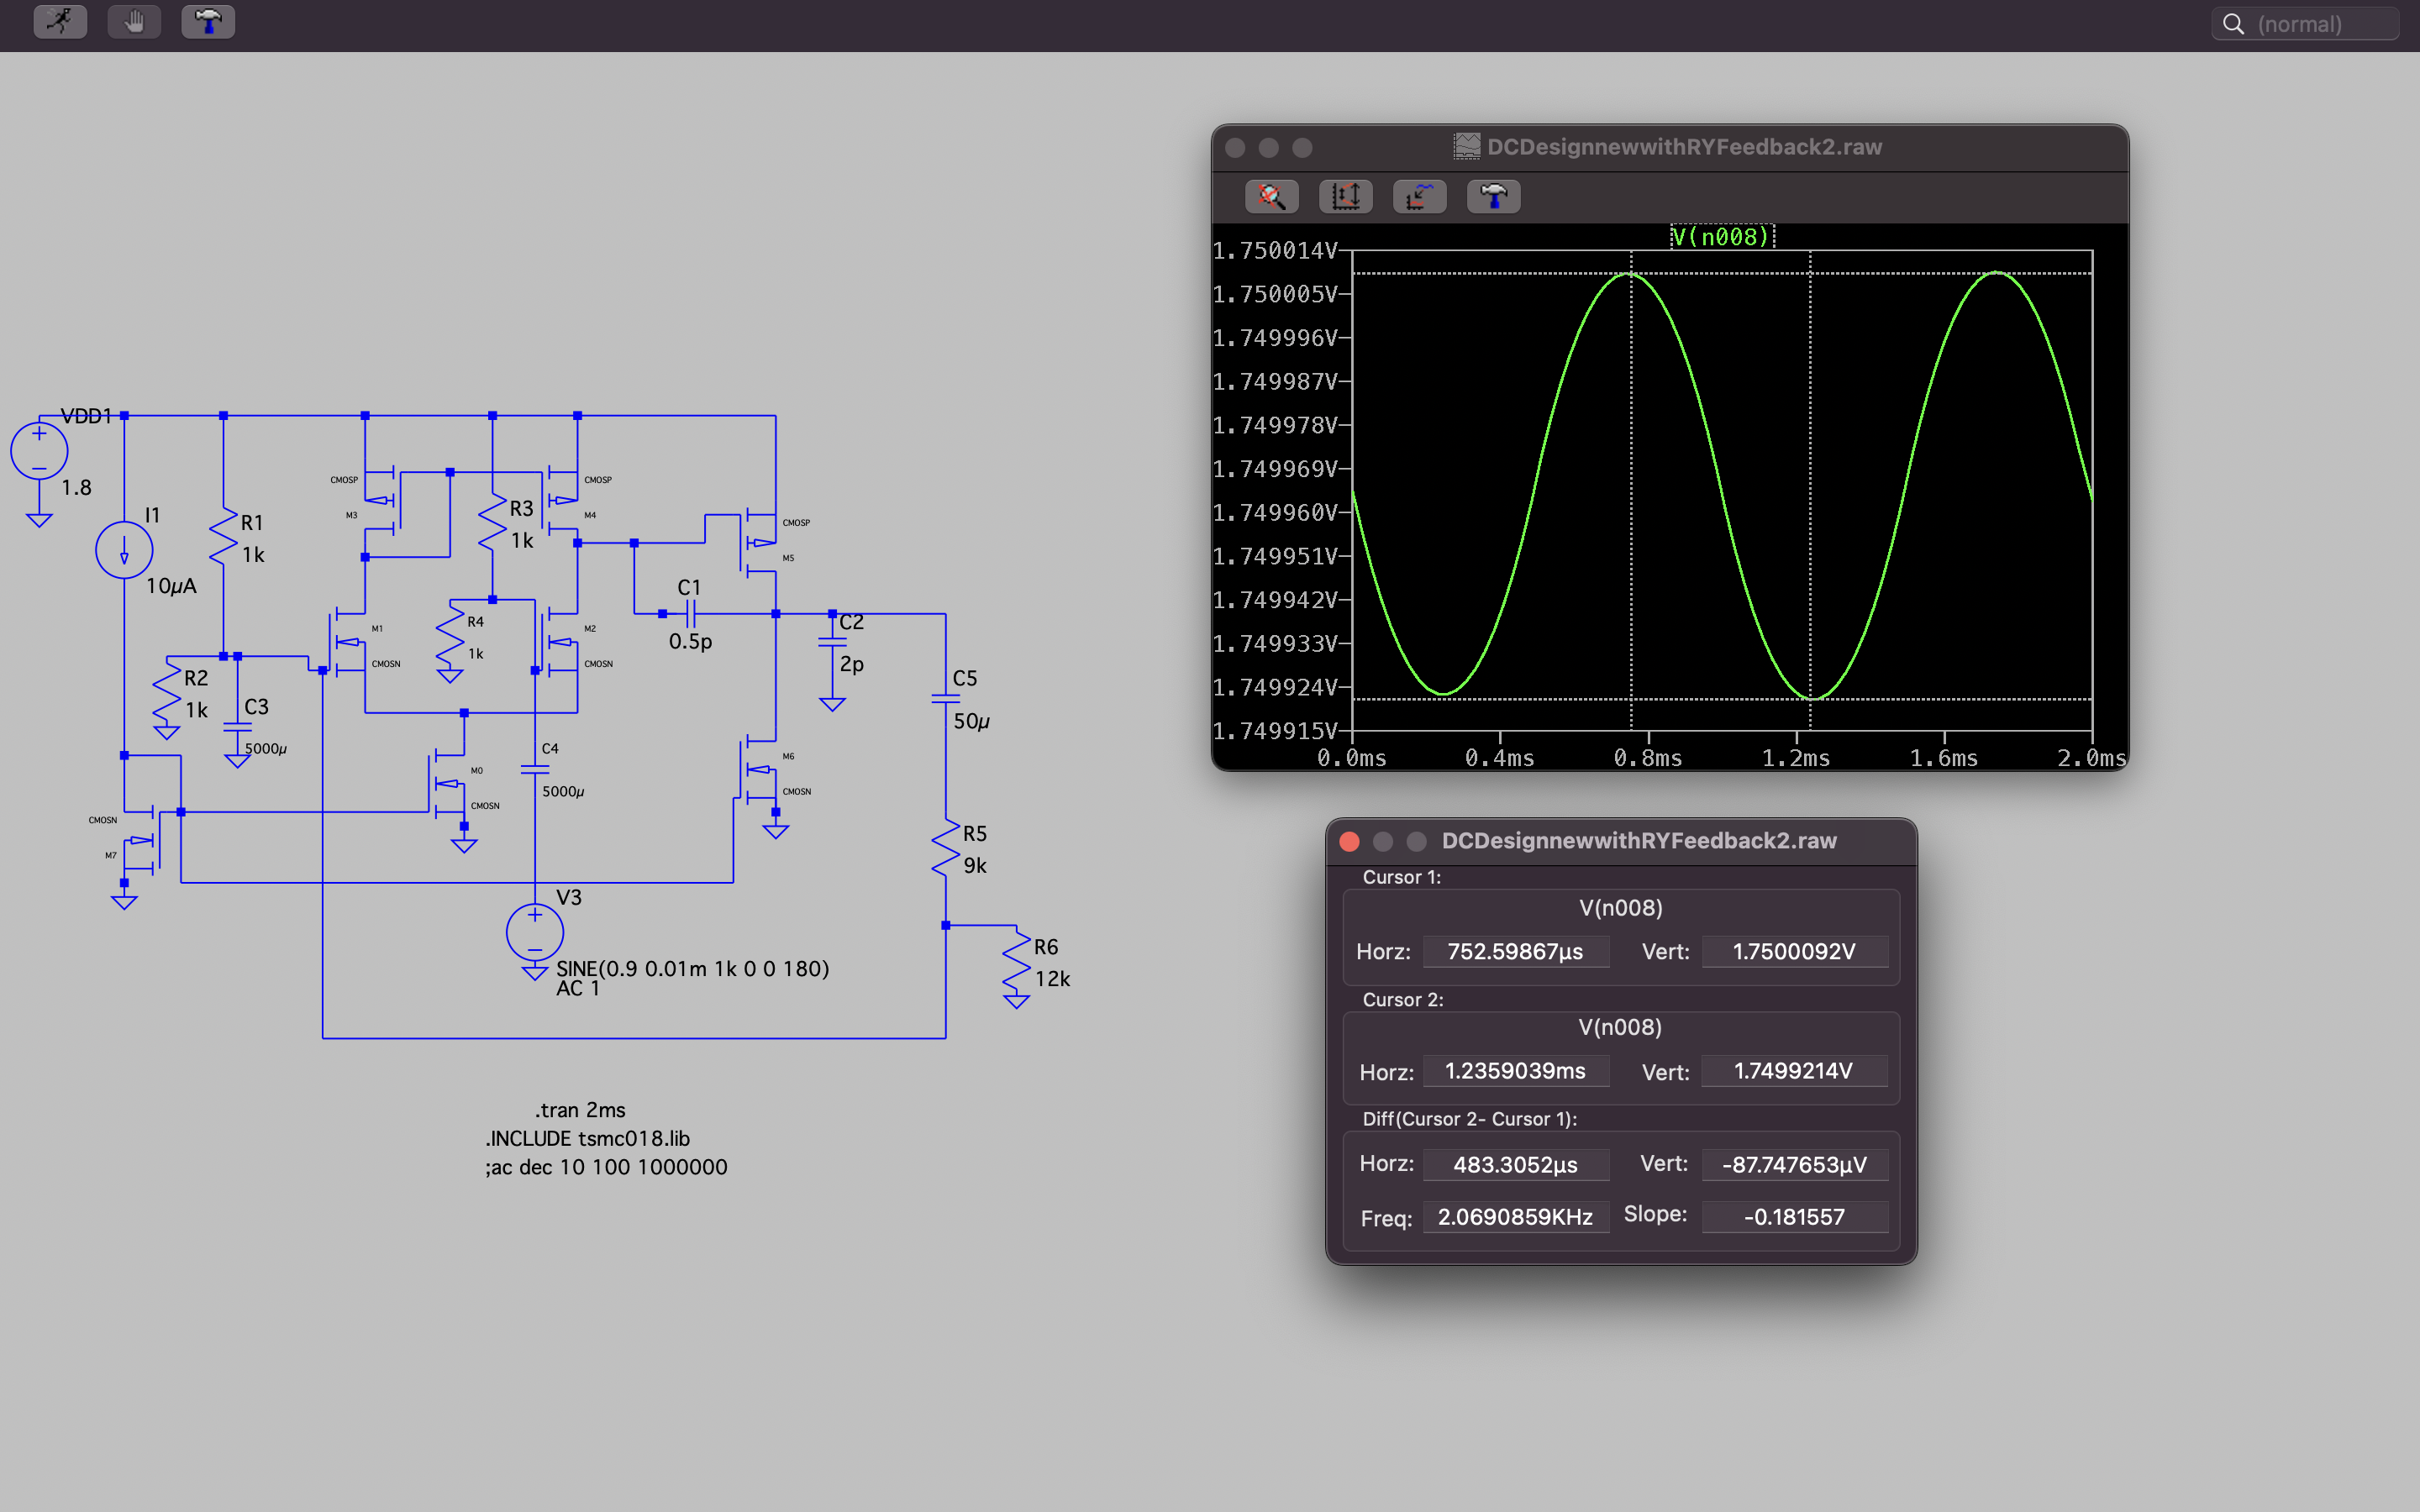 (normal)
DCDesignnewwithRYFeedback2.raw
V(n008)
1.750014V
1.750005V
1.749996V
1.749987V
1.749978V
1.749969V
1.749960V
1.749951V
1.749942V
1.749933V
1.749924V
1.749915V
0.0ms 0.4ms 0.8ms 1.2ms 1.6ms 2.0ms
VDD1
1.8
I1
10µA
R1
1k
R2
1k
C3
5000µ
CMOSP
M3
R3
1k
CMOSP
M4
CMOSP
M5
M1
CMOSN
R4
1k
M2
CMOSN
C1
0.5p
C2
2p
C5
50µ
M0
CMOSN
C4
5000µ
M6
CMOSN
CMOSN
M7
R5
9k
V3
SINE(0.9 0.01m 1k 0 0 180)
AC 1
R6
12k
.tran 2ms
.INCLUDE tsmc018.lib
;ac dec 10 100 1000000
DCDesignnewwithRYFeedback2.raw
Cursor 1:
V(n008)
Horz: 752.59867µs Vert: 1.7500092V
Cursor 2:
V(n008)
Horz: 1.2359039ms Vert: 1.7499214V
Diff(Cursor 2- Cursor 1):
Horz: 483.3052µs Vert: -87.747653µV
Freq: 2.0690859KHz Slope: -0.181557